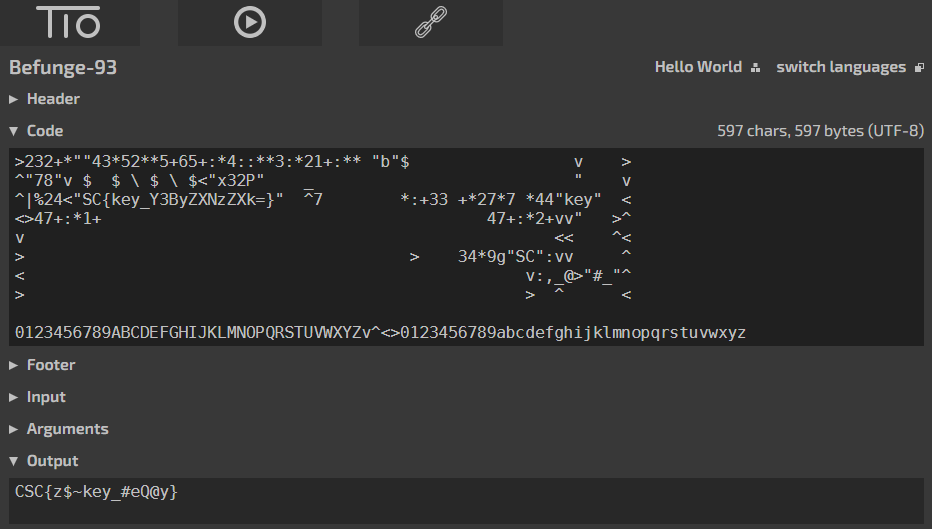 TIO
Befunge-93
Hello World switch languages
► Header
▼ Code 597 chars, 597 bytes (UTF-8)
>232+*""43*52**5+65+:*4::**3:*21+:** "b"$                 v    >
^"78"v $  $ \ $ \ $<"x32P"    _                           "    v
^|%24<"SC{key_Y3ByZXNzZXk=}"  ^7        *:+33 +*27*7 *44"key"  <
<>47+:*1+                                        47+:*2+vv"   >^
v                                                       <<    ^<
>                                        >    34*9g"SC":vv     ^
<                                                    v:,_@>"#_"^
>                                                    >  ^      <
0123456789ABCDEFGHIJKLMNOPQRSTUVWXYZv^<>0123456789abcdefghijklmnopqrstuvwxyz
► Footer
► Input
► Arguments
▼ Output
CSC{z$~key_#eQ@y}